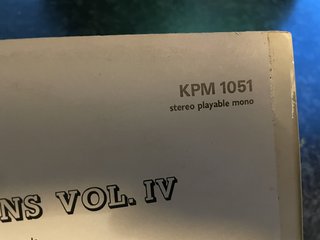 KPM 1051
stereo playable mono
NS VOL. IV